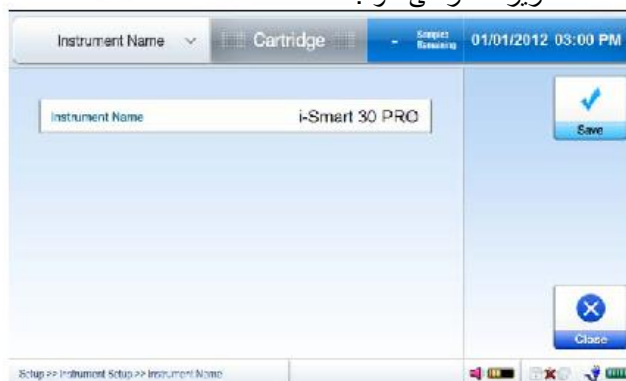 Instrument Name
Cartridge
- Samples Remaining
01/01/2012 03:00 PM
Instrument Name
i-Smart 30 PRO
Save
Close
Setup >> Instrument Setup >> Instrument Name